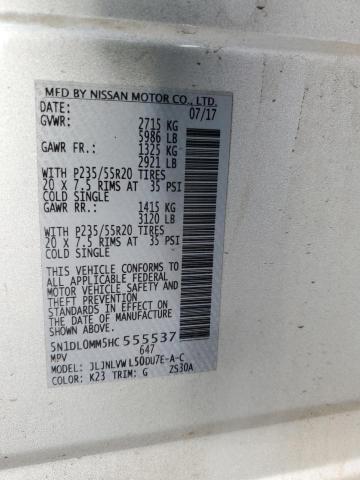 MFD BY NISSAN MOTOR CO., LTD.
DATE: 07/17
GVWR: 2715 KG
5986 LB
GAWR FR.: 1325 KG
2921 LB
WITH P235/55R20 TIRES
20 X 7.5 RIMS AT 35 PSI
COLD SINGLE
GAWR RR.: 1415 KG
3120 LB
WITH P235/55R20 TIRES
20 X 7.5 RIMS AT 35 PSI
COLD SINGLE
THIS VEHICLE CONFORMS TO
ALL APPLICABLE FEDERAL
MOTOR VEHICLE SAFETY AND
THEFT PREVENTION
STANDARDS IN EFFECT ON
THE DATE OF MANUFACTURE
SHOWN ABOVE.
5N1DL0MM5HC 555537
MPV 647
MODEL: JLJNLVWL50DU7E-A-C
COLOR: K23 TRIM: G ZS30A